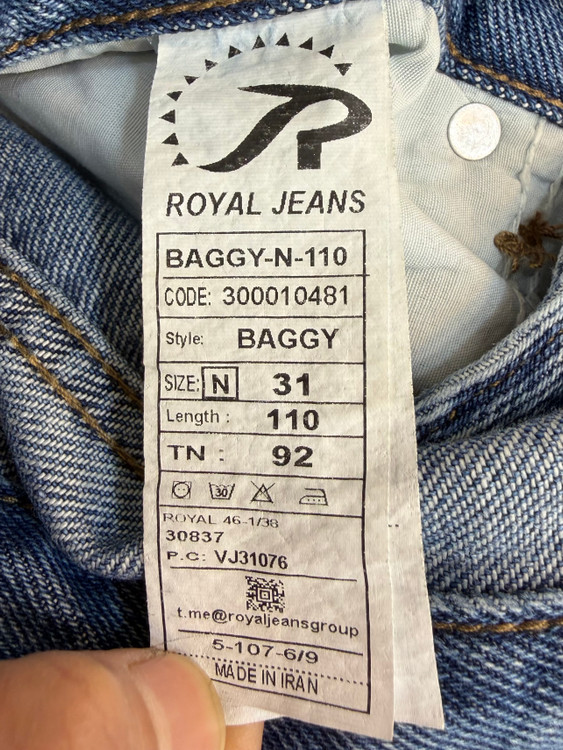 ROYAL JEANS
BAGGY-N-110
CODE: 300010481
Style: BAGGY
SIZE: N 31
Length : 110
TN : 92
30
ROYAL 46-1/38
30837
P.C: VJ31076
t.me@royaljeansgroup
5-107-6/9
MADE IN IRAN